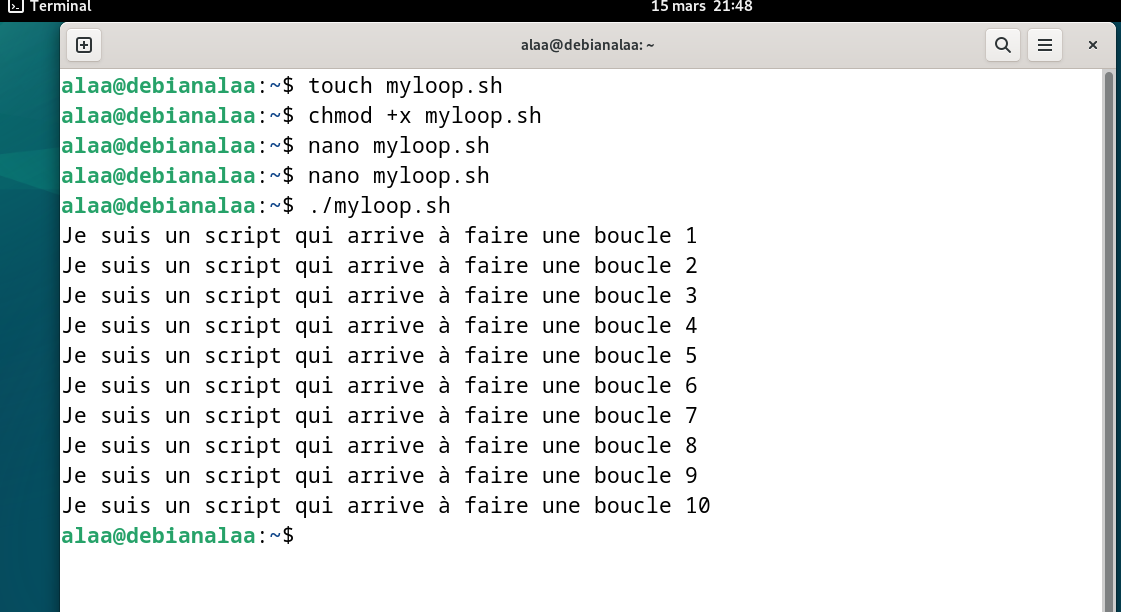 Terminal
15 mars 21:48
alaa@debianalaa: ~
alaa@debianalaa:~$ touch myloop.sh
alaa@debianalaa:~$ chmod +x myloop.sh
alaa@debianalaa:~$ nano myloop.sh
alaa@debianalaa:~$ nano myloop.sh
alaa@debianalaa:~$ ./myloop.sh
Je suis un script qui arrive à faire une boucle 1
Je suis un script qui arrive à faire une boucle 2
Je suis un script qui arrive à faire une boucle 3
Je suis un script qui arrive à faire une boucle 4
Je suis un script qui arrive à faire une boucle 5
Je suis un script qui arrive à faire une boucle 6
Je suis un script qui arrive à faire une boucle 7
Je suis un script qui arrive à faire une boucle 8
Je suis un script qui arrive à faire une boucle 9
Je suis un script qui arrive à faire une boucle 10
alaa@debianalaa:~$